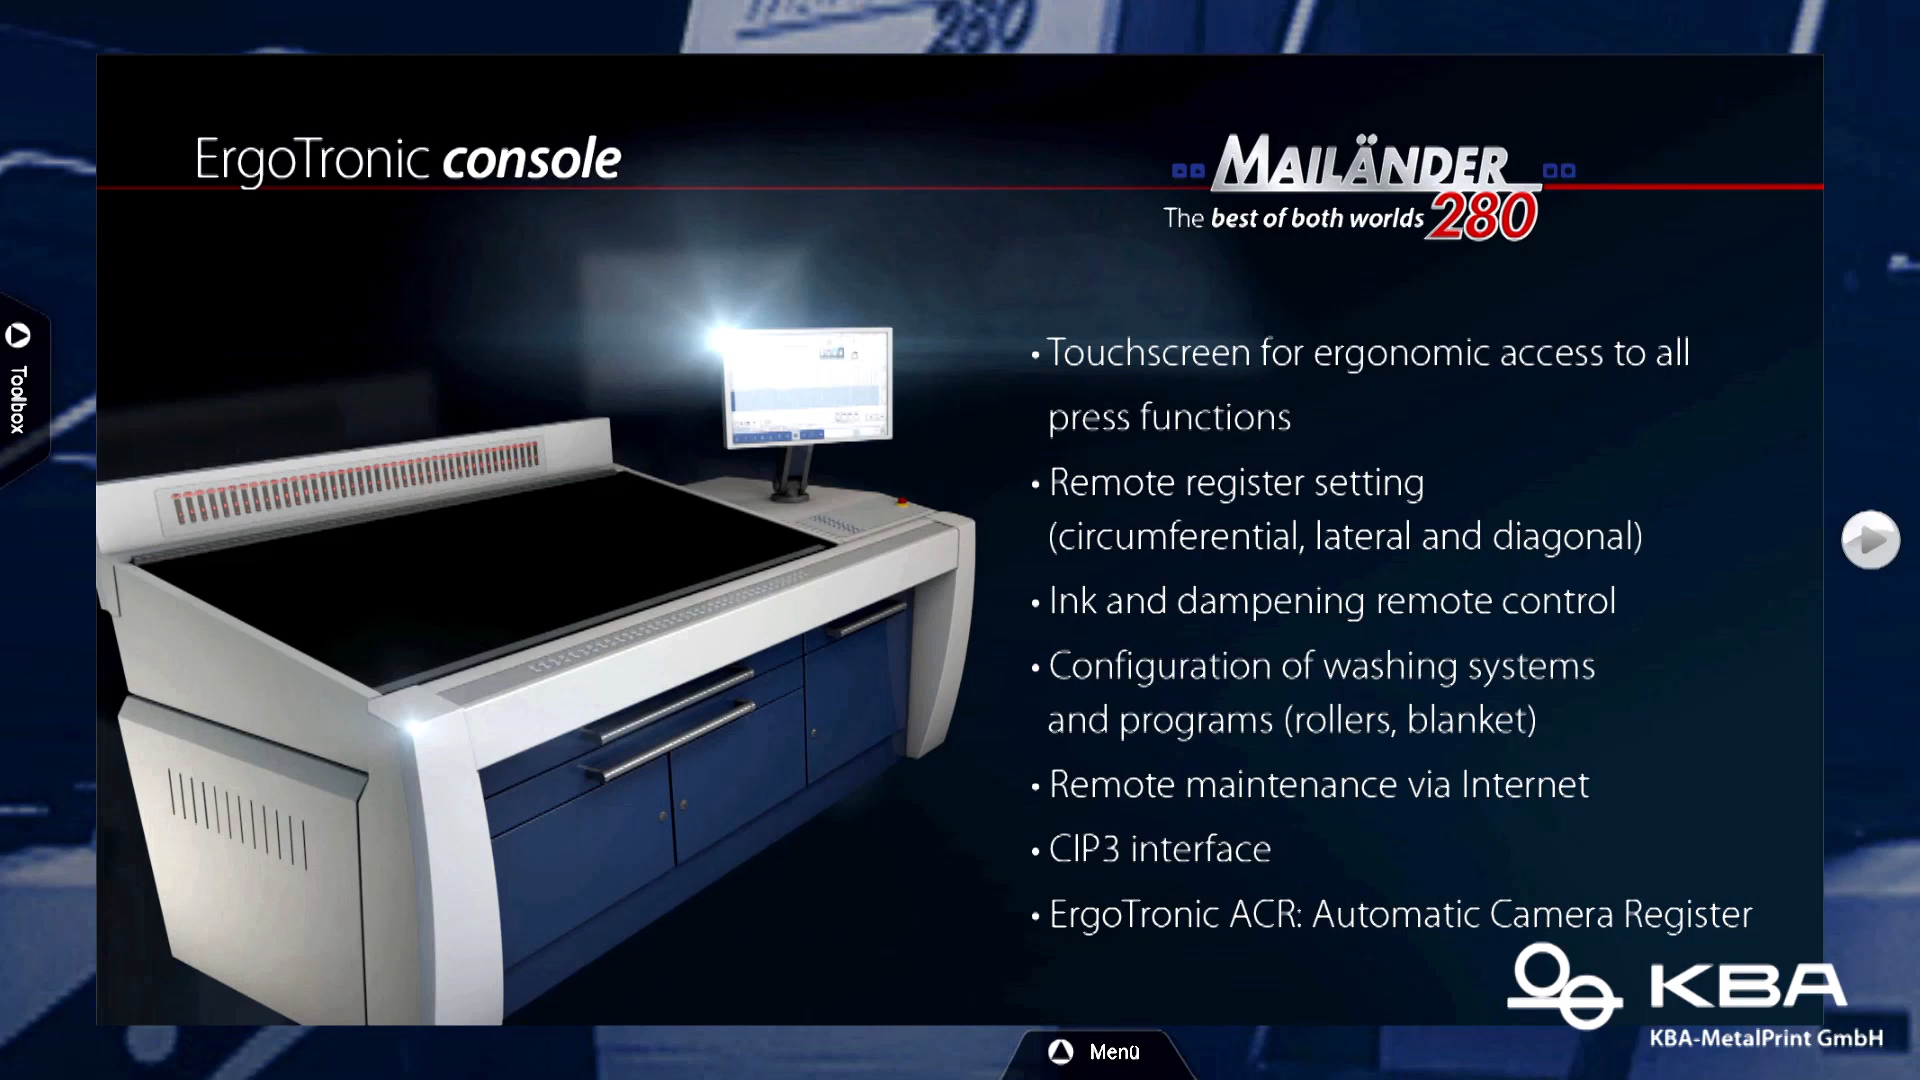 280
ErgoTronic console
MAILÄNDER
The best of both worlds 280
• Touchscreen for ergonomic access to all
press functions
• Remote register setting
(circumferential, lateral and diagonal)
• Ink and dampening remote control
• Configuration of washing systems
and programs (rollers, blanket)
• Remote maintenance via Internet
• CIP3 interface
• ErgoTronic ACR: Automatic Camera Register
KBA
KBA-MetalPrint GmbH
Toolbox
Menü